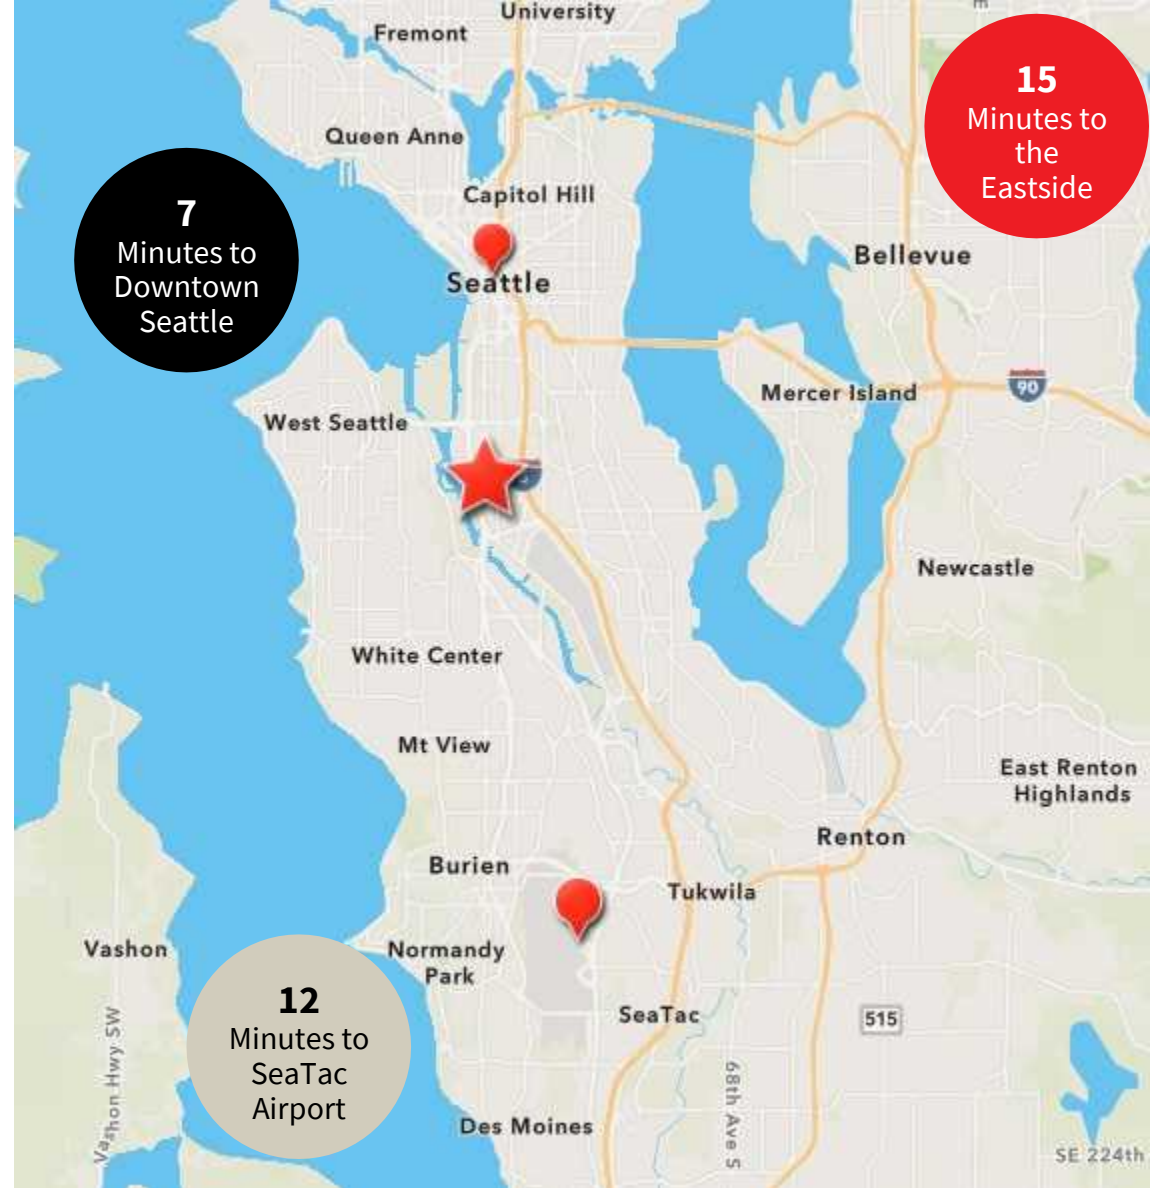 University
Fremont
15
Minutes to
the
Eastside
Queen Anne
Capitol Hill
7
Minutes to
Downtown
Seattle
Bellevue
Seattle
Mercer Island
90
West Seattle
Newcastle
White Center
Mt View
East Renton
Highlands
Renton
Burien
Tukwila
Vashon
Normandy
Park
12
Minutes to
SeaTac
Airport
SeaTac
515
Vashon Hwy SW
68th Ave S
Des Moines
SE 224th